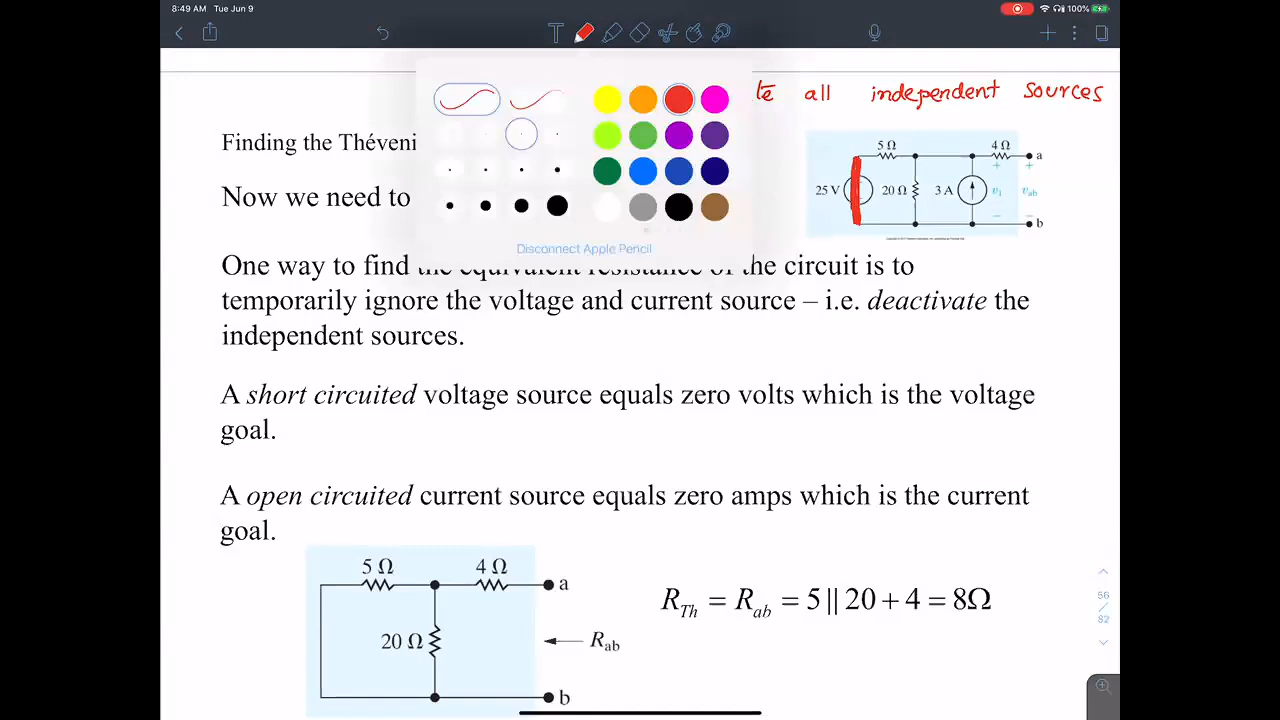 8:49 AM Tue Jun 9
100%
te all independent sources
Finding the Théveni
Now we need to
Disconnect Apple Pencil
5 Ω 4 Ω
a
25 V 20 Ω 3 A v1 vab
+ +
– –
b
One way to find the equivalent resistance of the circuit is to
temporarily ignore the voltage and current source – i.e. deactivate the
independent sources.
A short circuited voltage source equals zero volts which is the voltage
goal.
A open circuited current source equals zero amps which is the current
goal.
5 Ω 4 Ω
a
20 Ω
Rab
b
RTh = Rab = 5 || 20 + 4 = 8Ω
56
/
82